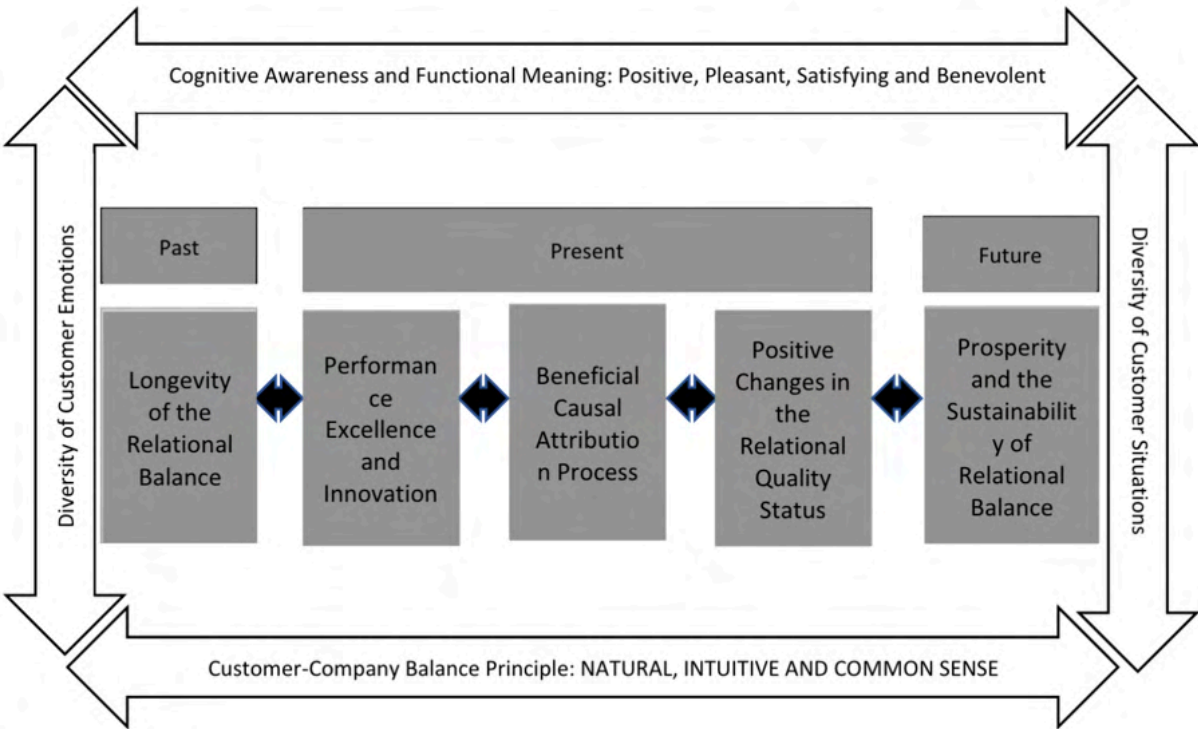 Cognitive Awareness and Functional Meaning: Positive, Pleasant, Satisfying and Benevolent
Diversity of Customer Emotions
Past
Present
Future
Diversity of Customer Situations
Longevity
of the
Relational
Balance
Performan
ce
Excellence
and
Innovation
Beneficial
Causal
Attributio
n Process
Positive
Changes in
the
Relational
Quality
Status
Prosperity
and the
Sustainabilit
y of
Relational
Balance
Customer-Company Balance Principle: NATURAL, INTUITIVE AND COMMON SENSE